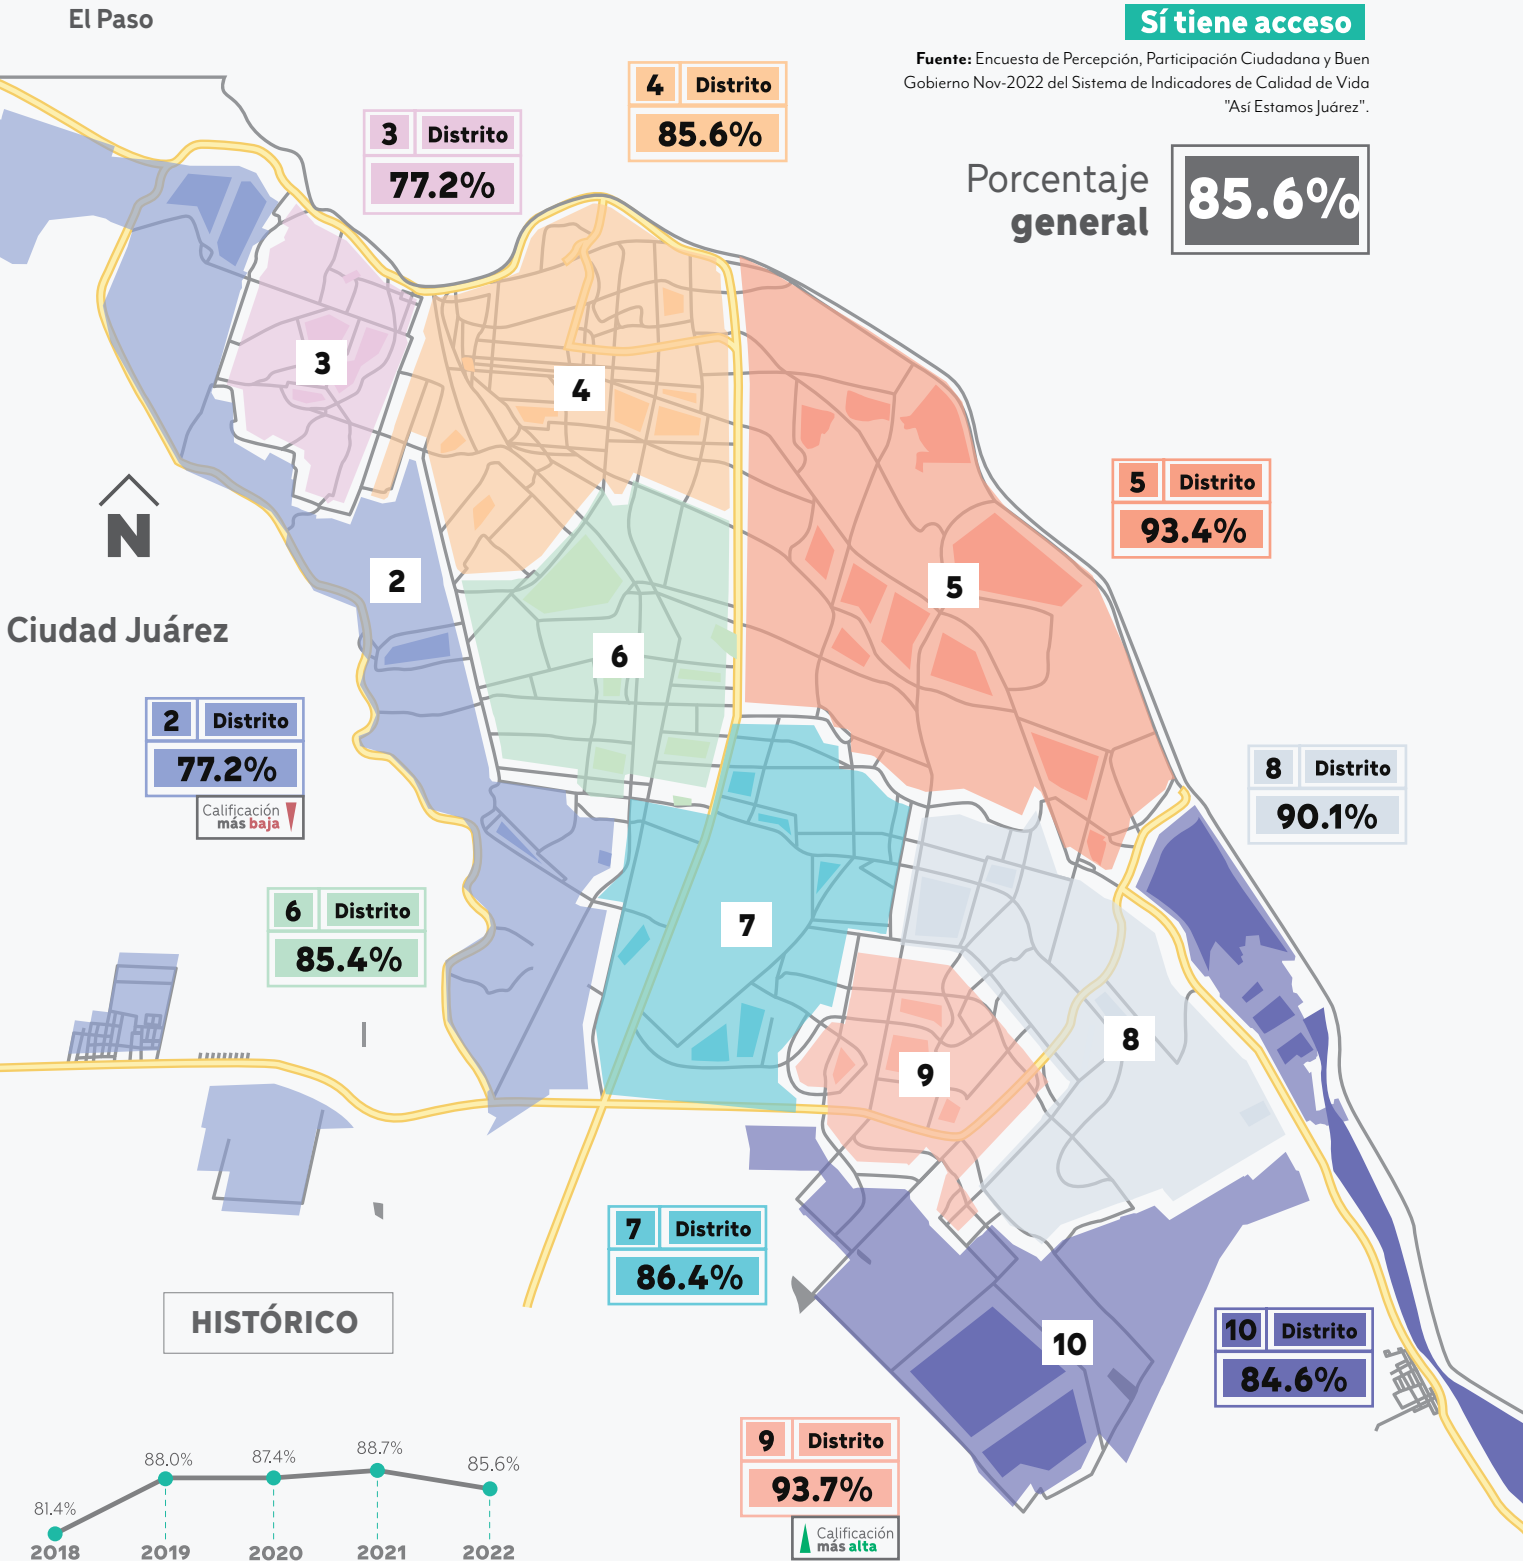 El Paso
Sí tiene acceso
Fuente: Encuesta de Percepción, Participación Ciudadana y Buen
Gobierno Nov-2022 del Sistema de Indicadores de Calidad de Vida
"Así Estamos Juárez".
Porcentaje
general
85.6%
4 Distrito
85.6%
3 Distrito
77.2%
3
4
5 Distrito
93.4%
N
2
5
Ciudad Juárez
6
2 Distrito
77.2%
Calificación
más baja
8 Distrito
90.1%
6 Distrito
85.4%
7
8
9
7 Distrito
86.4%
10
10 Distrito
84.6%
HISTÓRICO
9 Distrito
93.7%
Calificación
más alta
81.4%
88.0%
87.4%
88.7%
85.6%
2018 2019 2020 2021 2022